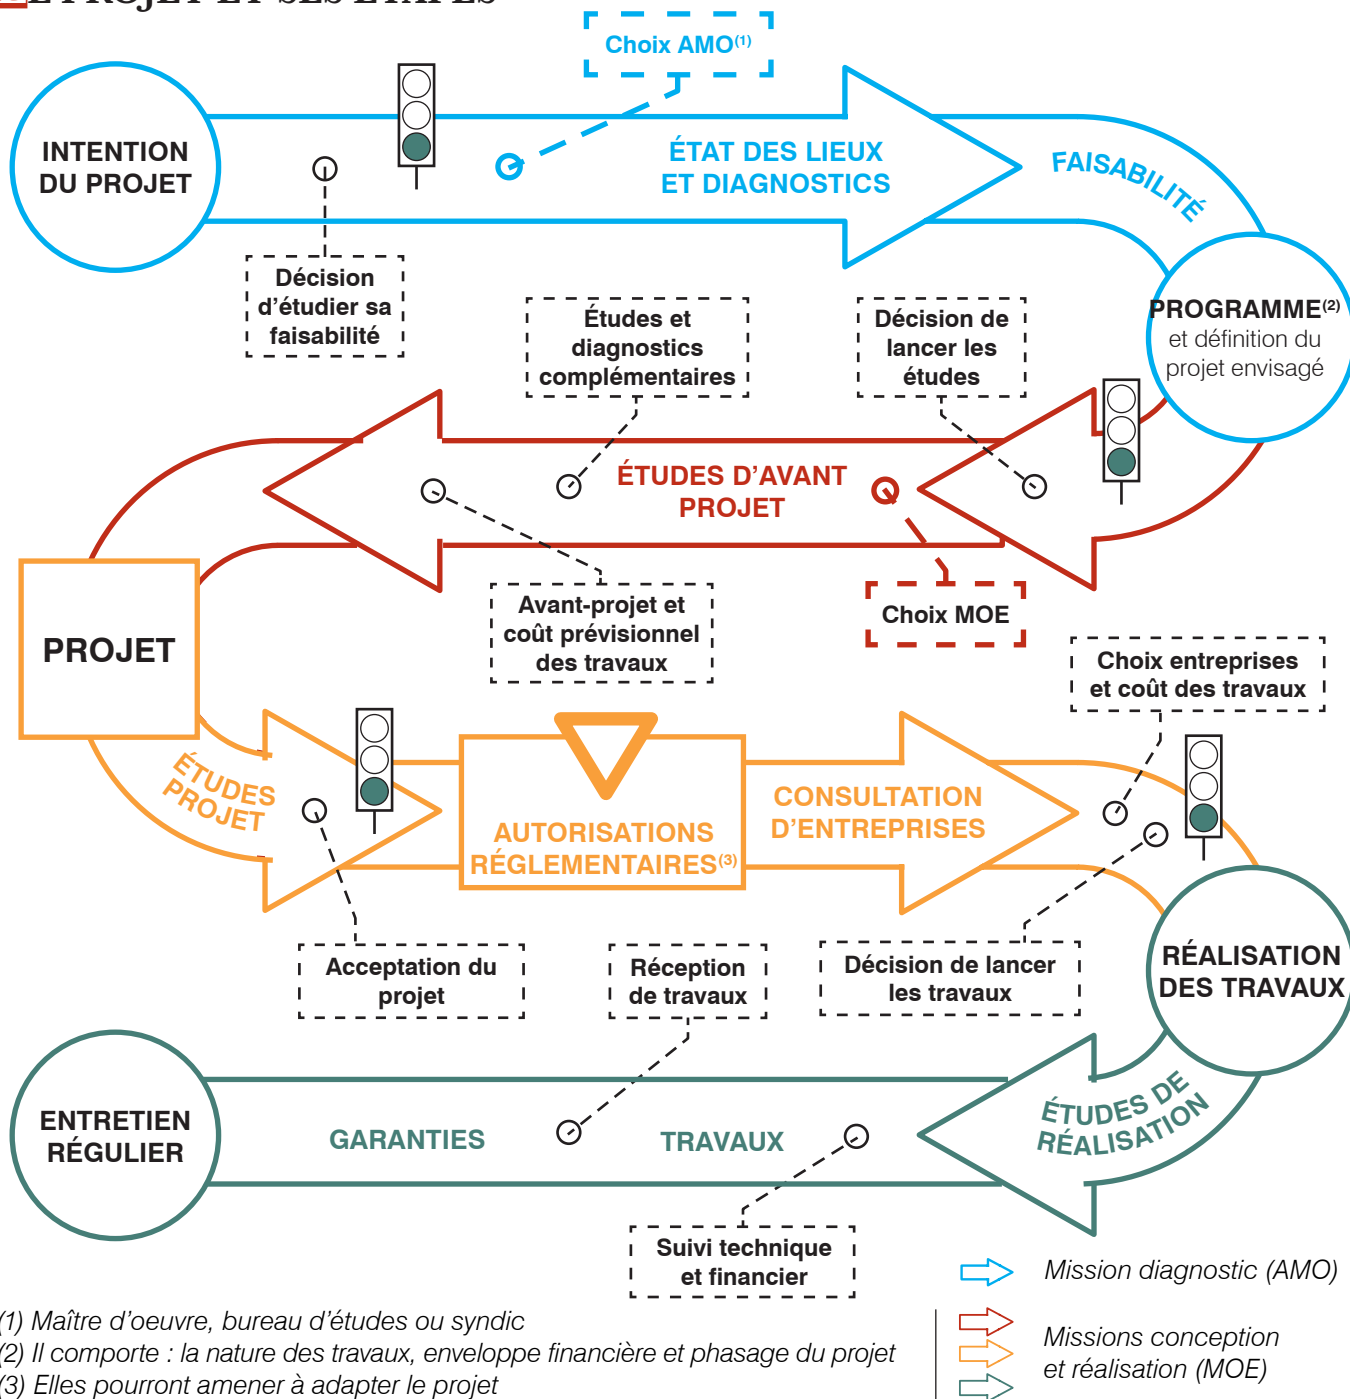 LE PROJET ET SES ÉTAPES
Choix AMO(1)
INTENTION
DU PROJET
ÉTAT DES LIEUX
ET DIAGNOSTICS
FAISABILITÉ
Décision
d'étudier sa
faisabilité
Études et
diagnostics
complémentaires
Décision de
lancer les
études
PROGRAMME(2)
et définition du
projet envisagé
ÉTUDES D'AVANT
PROJET
Avant-projet et
coût prévisionnel
des travaux
Choix MOE
PROJET
Choix entreprises
et coût des travaux
ÉTUDES
PROJET
AUTORISATIONS
RÉGLEMENTAIRES(3)
CONSULTATION
D'ENTREPRISES
Acceptation du
projet
Réception
de travaux
Décision de lancer
les travaux
RÉALISATION
DES TRAVAUX
ENTRETIEN
RÉGULIER
GARANTIES
TRAVAUX
ÉTUDES DE
RÉALISATION
Suivi technique
et financier
Mission diagnostic (AMO)
Missions conception
et réalisation (MOE)
(1) Maître d'oeuvre, bureau d'études ou syndic
(2) Il comporte : la nature des travaux, enveloppe financière et phasage du projet
(3) Elles pourront amener à adapter le projet